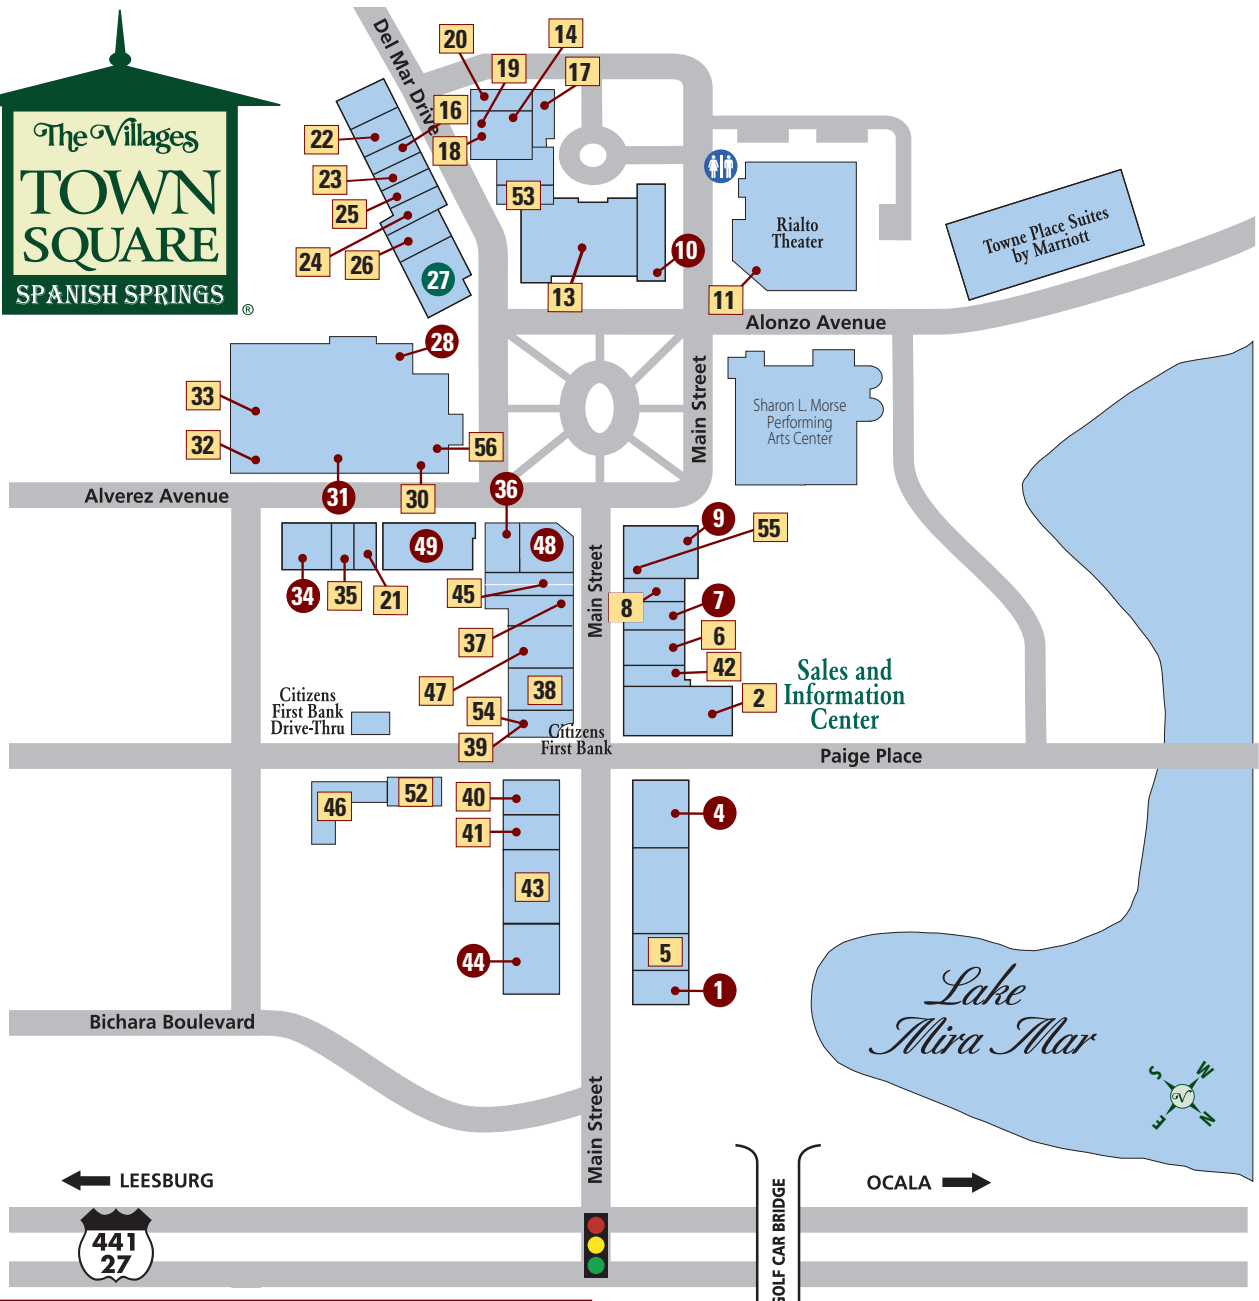 The Villages
TOWN
SQUARE
SPANISH SPRINGS
®
Del Mar Drive
20
14
19
17
16
18
22
23
25
24
26
27
53
13
10
11
Rialto
Theater
Towne Place Suites
by Marriott
Alonzo Avenue
28
33
32
31
30
56
Main Street
Sharon L. Morse
Performing
Arts Center
Alverez Avenue
36
48
49
34
35
21
45
37
47
38
54
39
Main Street
9
55
8
7
6
42
2
Sales and
Information
Center
Citizens
First Bank
Drive-Thru
Citizens
First Bank
Paige Place
46
52
40
41
43
44
4
5
1
Lake
Mira Mar
S
W
E
N
V
Bichara Boulevard
Main Street
LEESBURG
OCALA
441
27
GOLF CAR BRIDGE